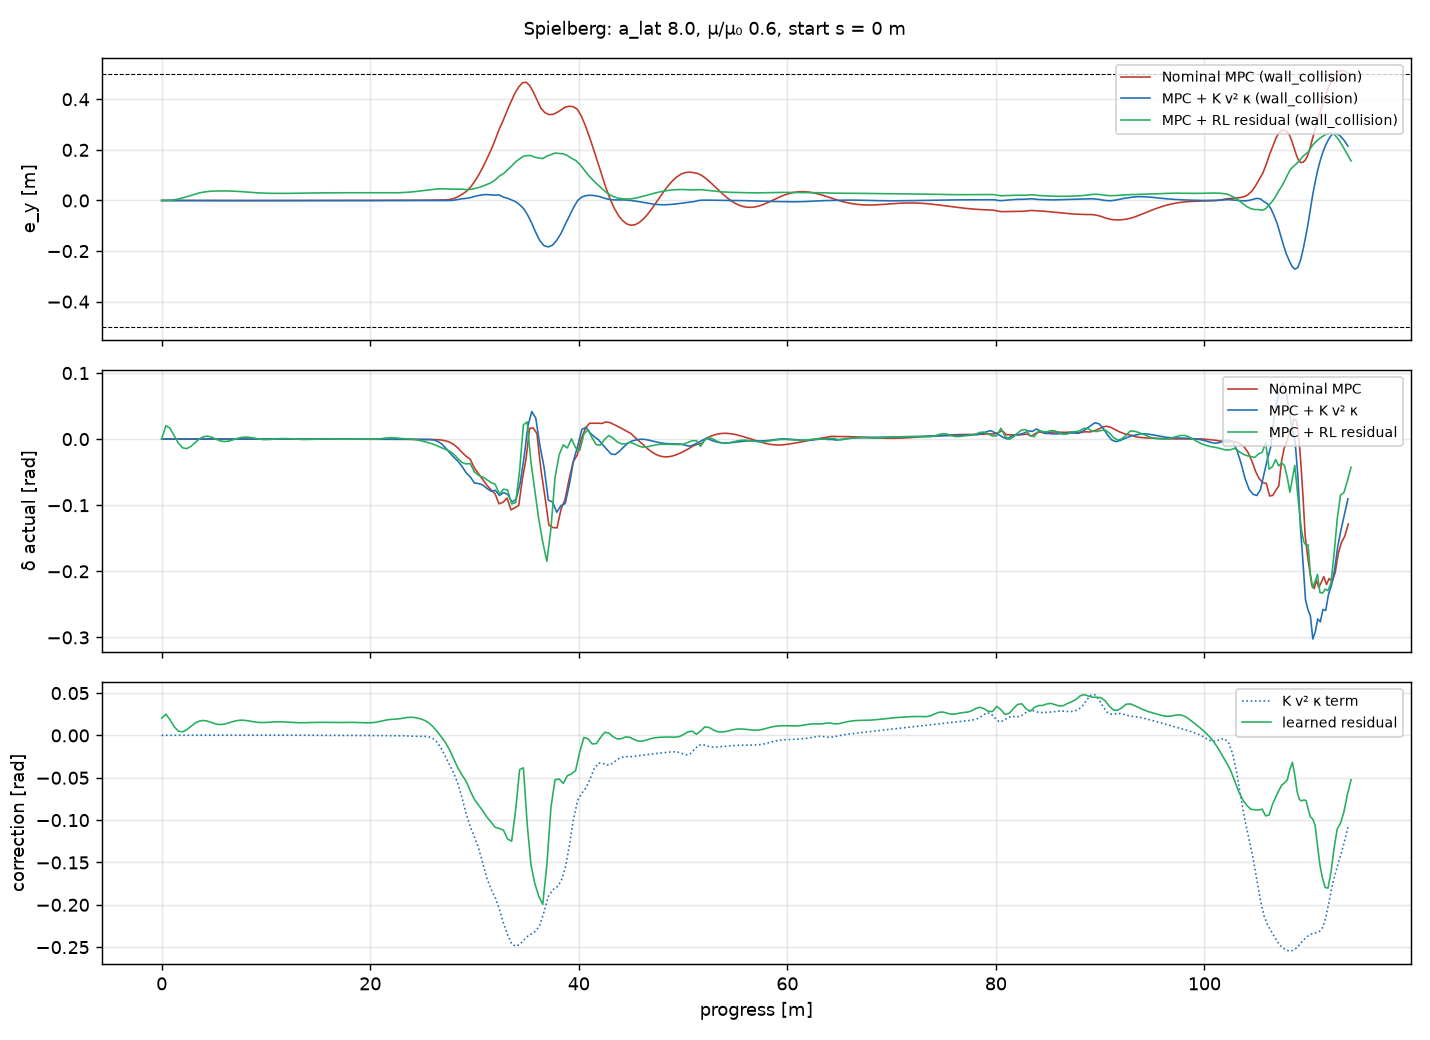 Spielberg: a_lat 8.0, μ/μ₀ 0.6, start s = 0 m
e_y [m]
0.4
0.2
0.0
−0.2
−0.4
Nominal MPC (wall_collision)
MPC + K v² κ (wall_collision)
MPC + RL residual (wall_collision)
δ actual [rad]
0.1
0.0
−0.1
−0.2
−0.3
Nominal MPC
MPC + K v² κ
MPC + RL residual
correction [rad]
0.05
0.00
−0.05
−0.10
−0.15
−0.20
−0.25
K v² κ term
learned residual
0 20 40 60 80 100
progress [m]